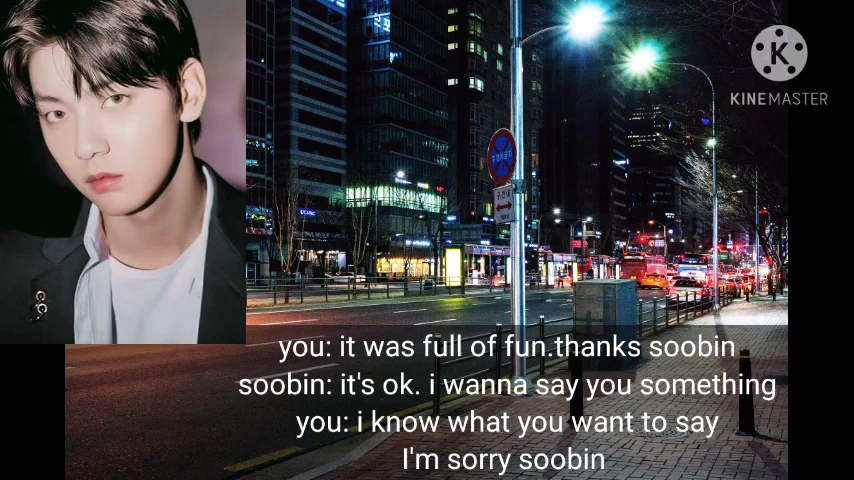 KINEMASTER
you: it was full of fun.thanks soobin
soobin: it's ok. i wanna say you something
you: i know what you want to say
I'm sorry soobin